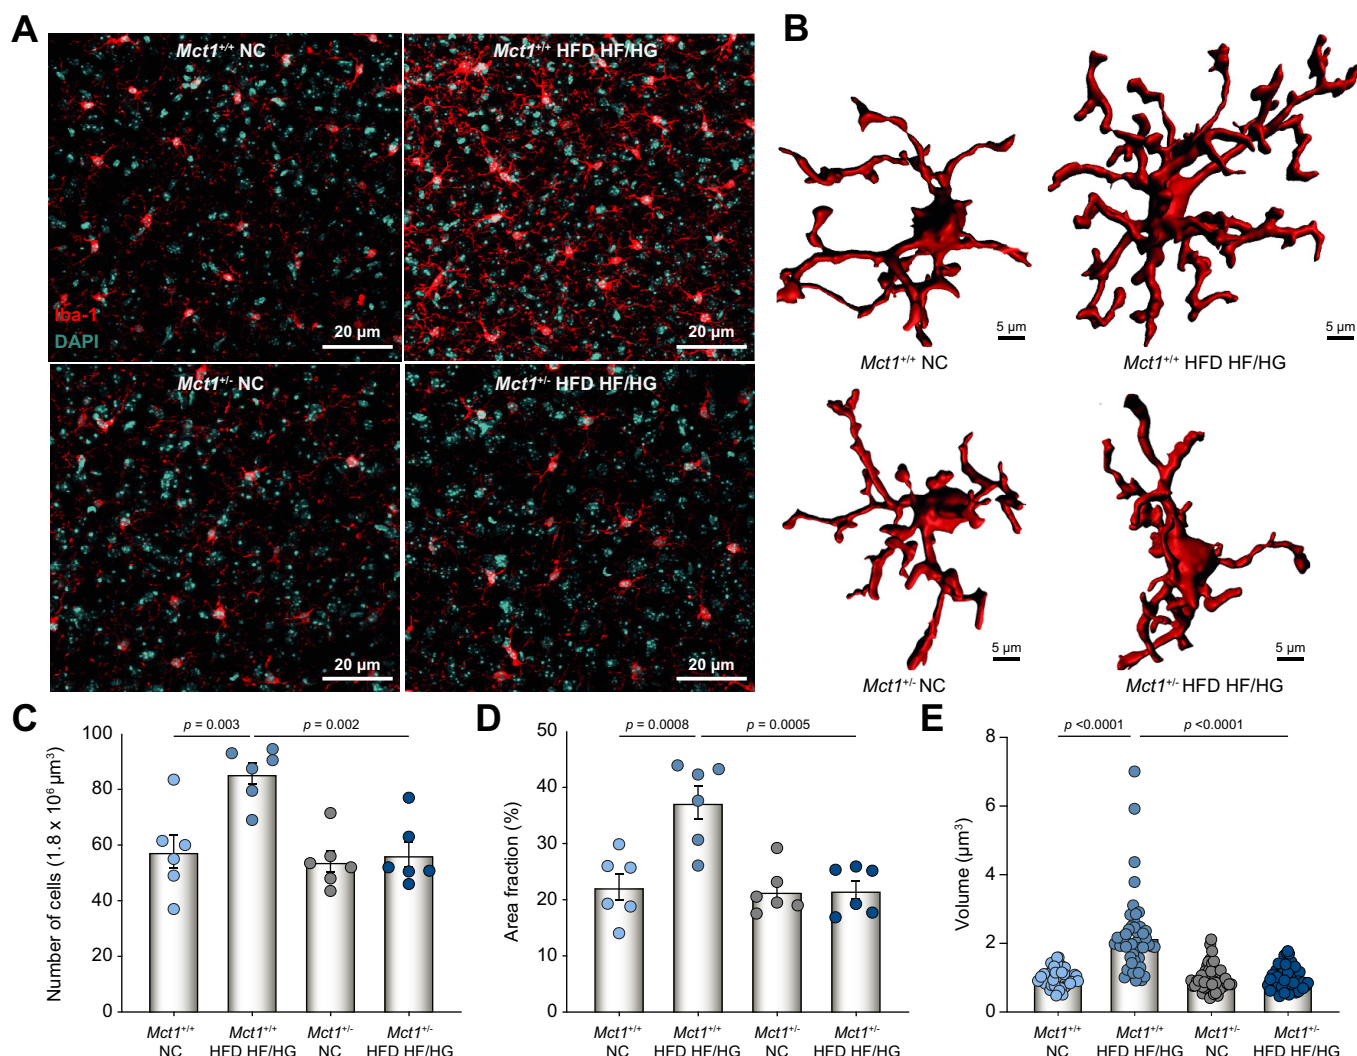 A
B
Mct1+/+ NC
Mct1+/+ HFD HF/HG
Iba-1
DAPI
20 µm
20 µm
Mct1+/- NC
Mct1+/- HFD HF/HG
20 µm
20 µm
5 µm
5 µm
Mct1+/+ NC
Mct1+/+ HFD HF/HG
5 µm
5 µm
Mct1+/- NC
Mct1+/- HFD HF/HG
C
p = 0.003
p = 0.002
Number of cells (1.8 x 10⁶ µm³)
100
80
60
40
20
0
Mct1+/+ NC
Mct1+/+ HFD HF/HG
Mct1+/- NC
Mct1+/- HFD HF/HG
D
p = 0.0008
p = 0.0005
Area fraction (%)
50
40
30
20
10
0
Mct1+/+ NC
Mct1+/+ HFD HF/HG
Mct1+/- NC
Mct1+/- HFD HF/HG
E
p <0.0001
p <0.0001
Volume (µm³)
8
6
4
2
0
Mct1+/+ NC
Mct1+/+ HFD HF/HG
Mct1+/- NC
Mct1+/- HFD HF/HG